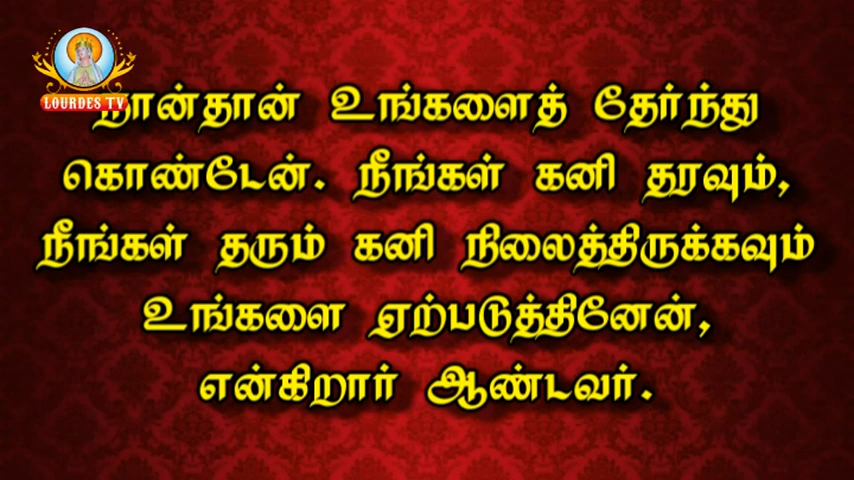 LOURDES TV
நான்தான் உங்களைத் தேர்ந்து
கொண்டேன். நீங்கள் கனி தரவும்,
நீங்கள் தரும் கனி நிலைத்திருக்கவும்
உங்களை ஏற்படுத்தினேன்,
என்கிறார் ஆண்டவர்.